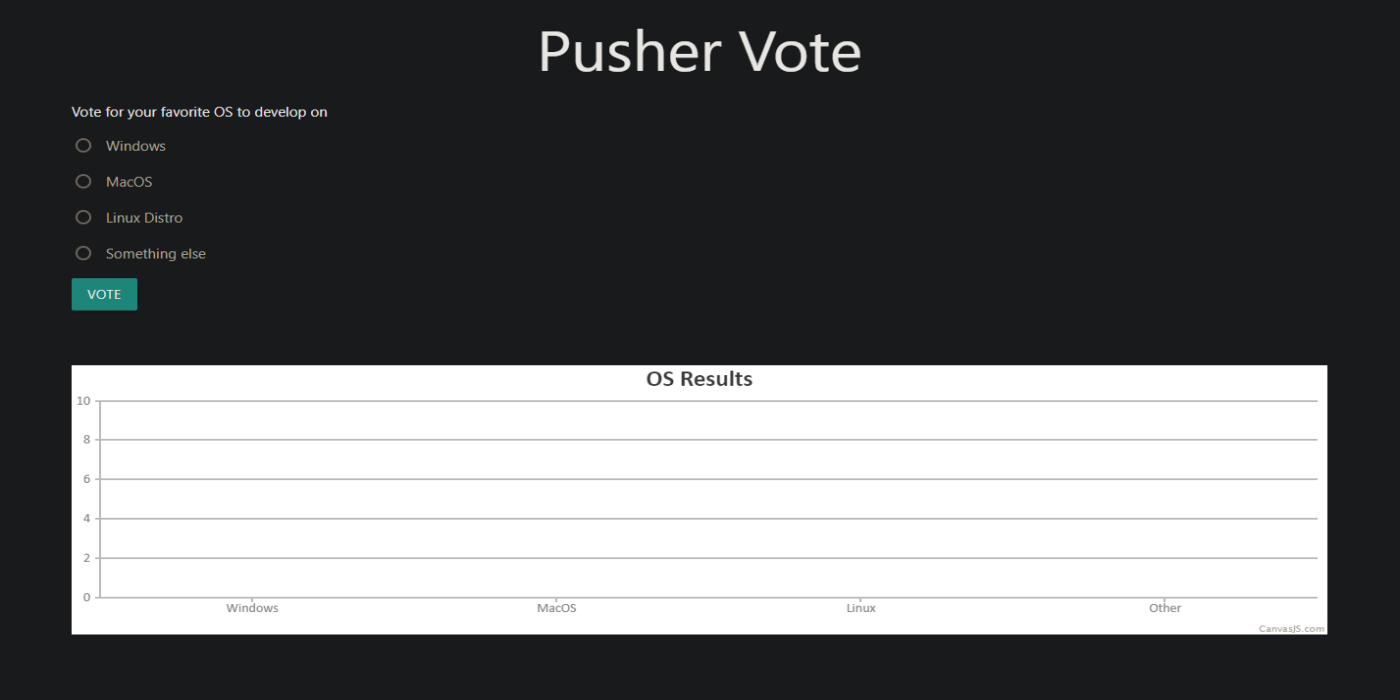 Pusher Vote
Vote for your favorite OS to develop on
Windows
MacOS
Linux Distro
Something else
VOTE
OS Results
10
8
6
4
2
0
Windows MacOS Linux Other
CanvasJS.com